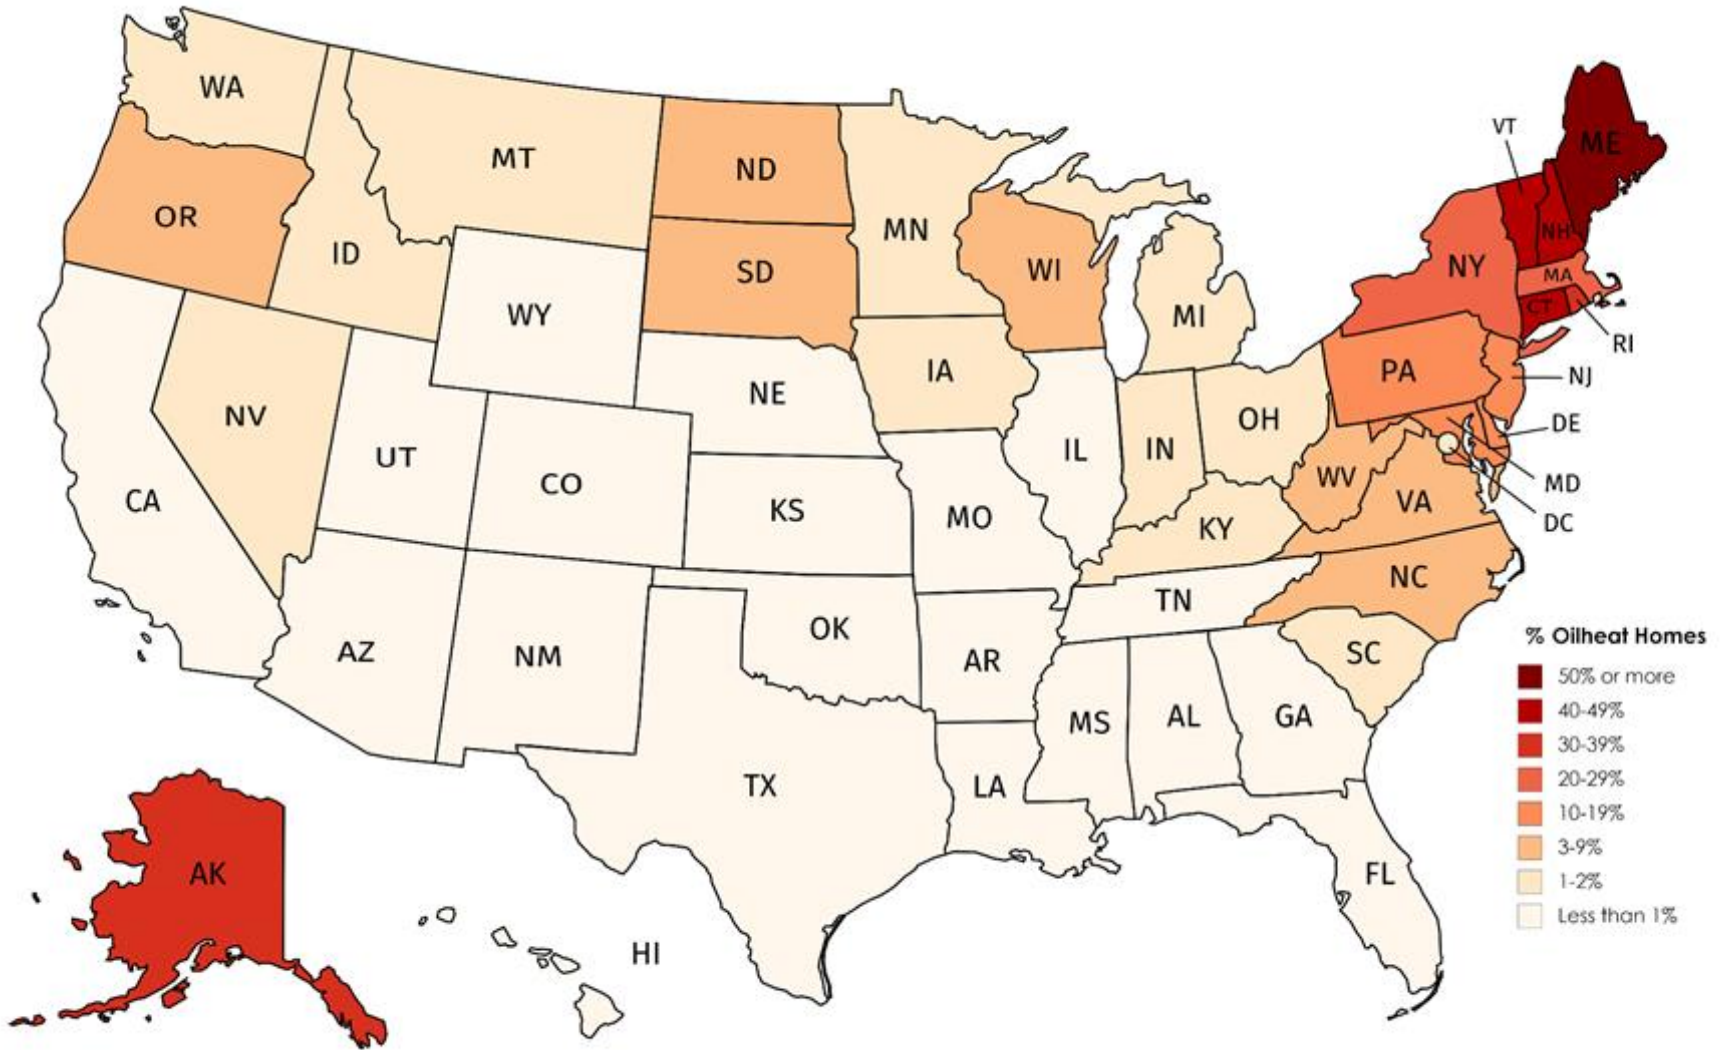 WA
VT
ME
MT
ND
OR
MN
NH
ID
SD
WI
NY
MA
WY
MI
CT
RI
IA
PA
NJ
NE
NV
OH
DE
UT
IL
IN
CO
WV
MD
CA
KS
MO
VA
DC
KY
NC
TN
OK
AZ
NM
AR
SC
MS
AL
GA
TX
LA
AK
FL
HI
% Oilheat Homes
50% or more
40-49%
30-39%
20-29%
10-19%
3-9%
1-2%
Less than 1%